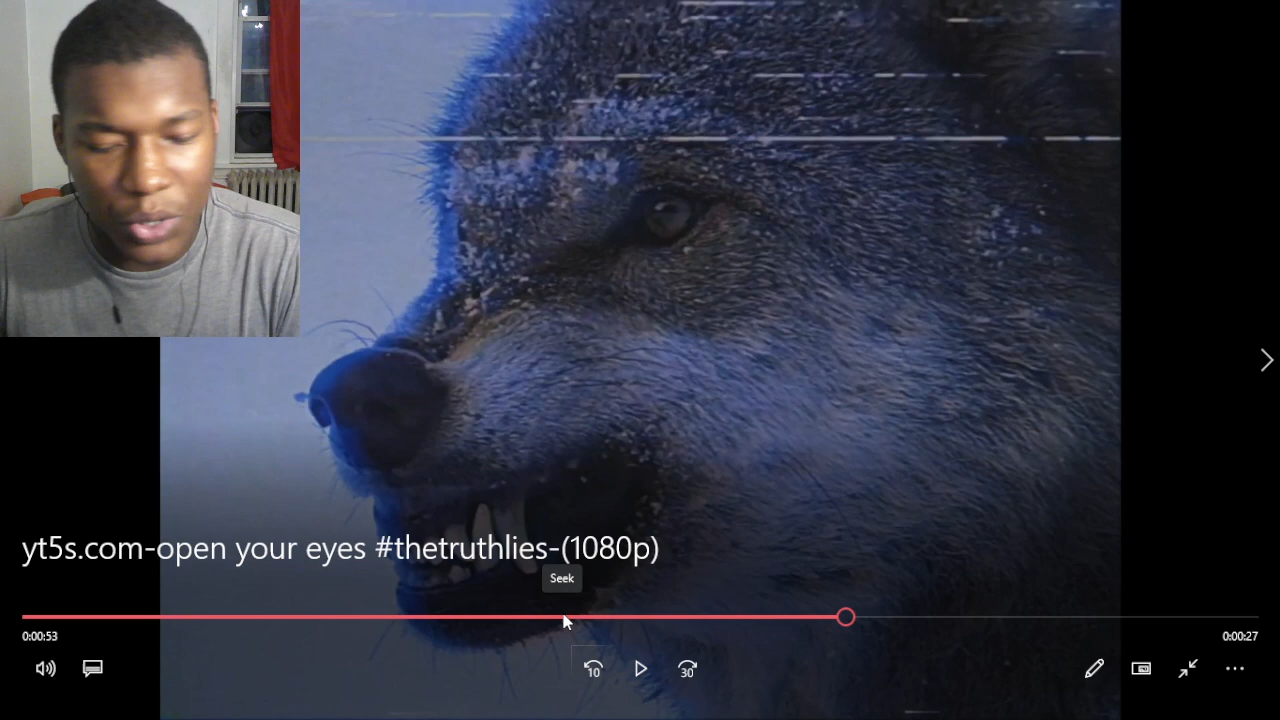 yt5s.com-open your eyes #thetruthlies-(1080p)
Seek
0:00:53
0:00:27
10
30